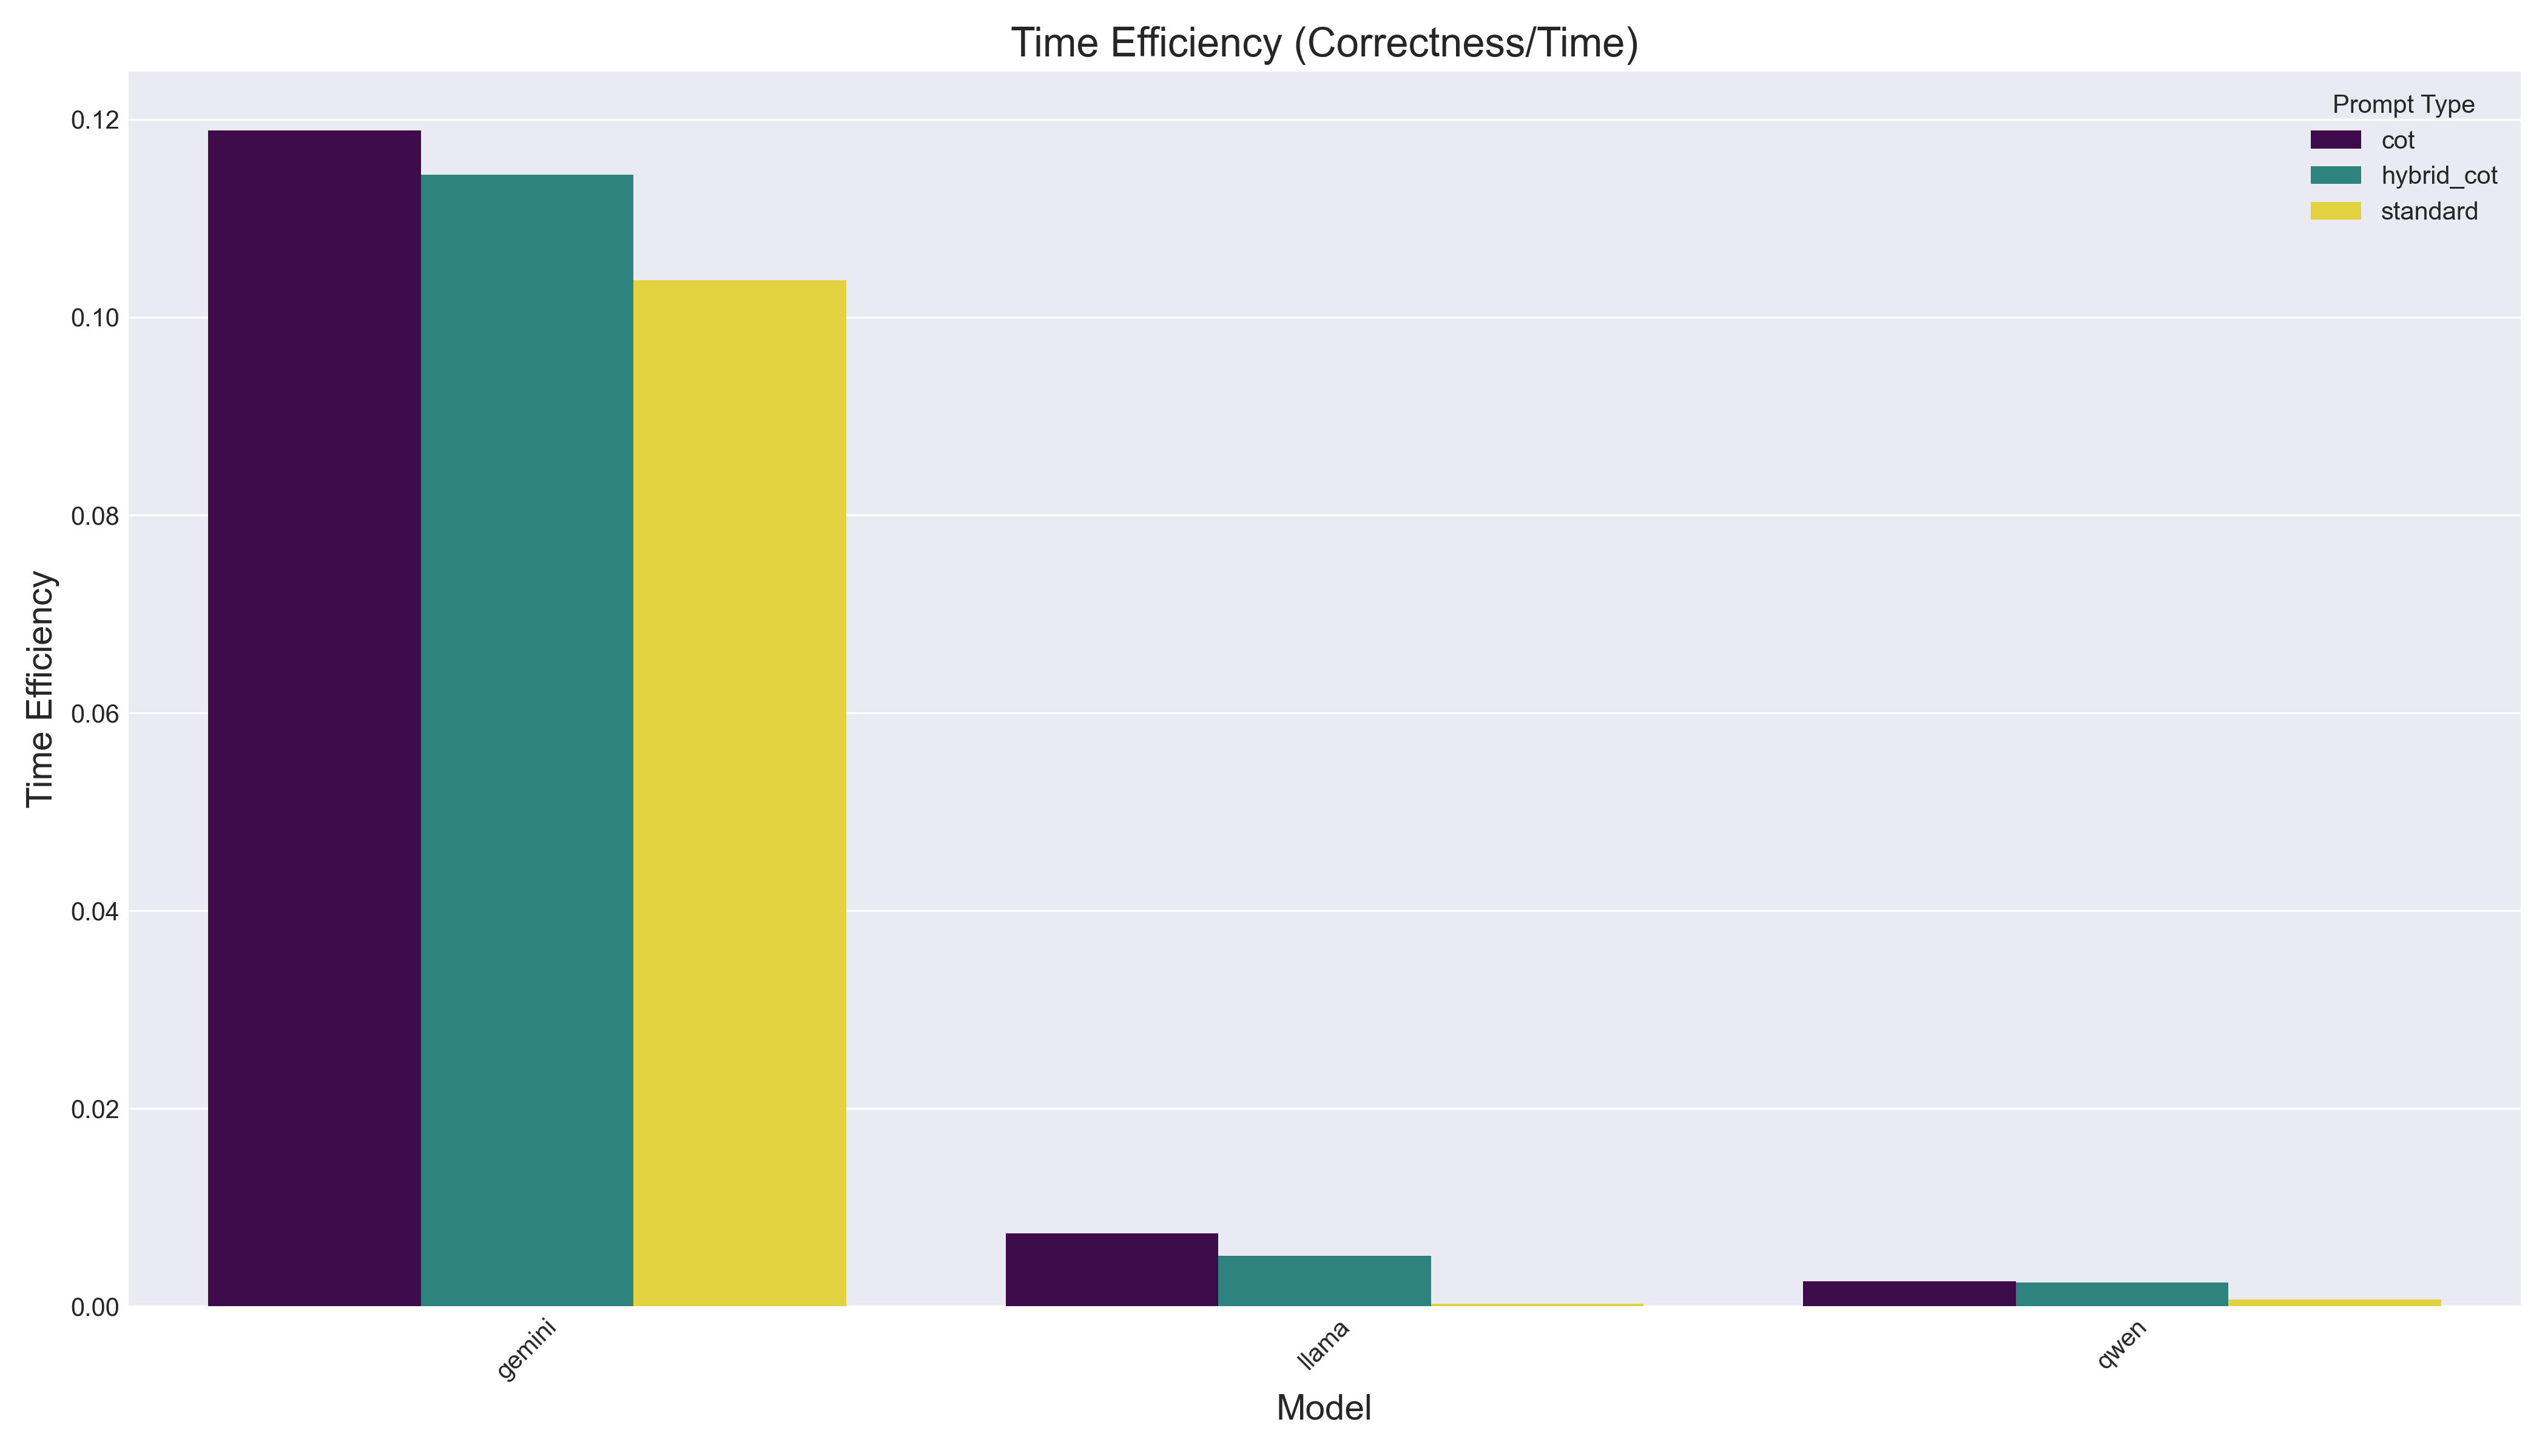 Time Efficiency (Correctness/Time)
Prompt Type
cot
hybrid_cot
standard
Time Efficiency
0.12
0.10
0.08
0.06
0.04
0.02
0.00
gemini
llama
qwen
Model